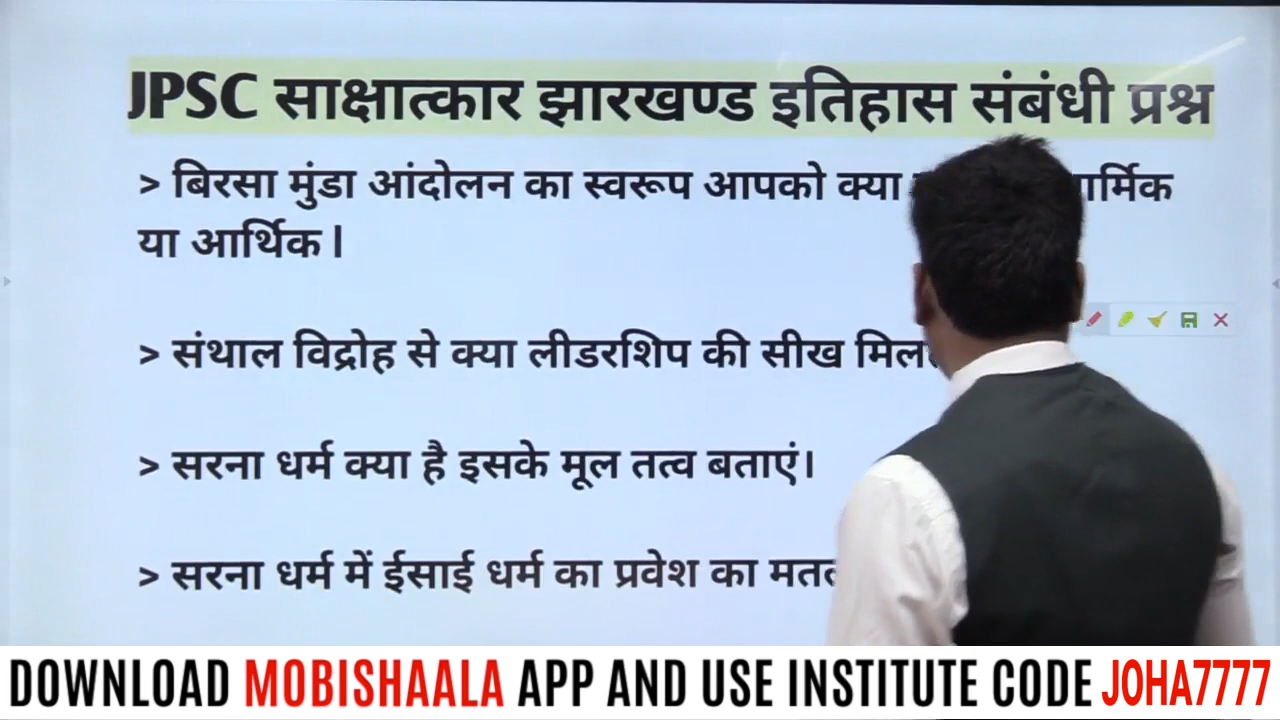 JPSC साक्षात्कार झारखण्ड इतिहास संबंधी प्रश्न
> बिरसा मुंडा आंदोलन का स्वरूप आपको क्या
या आर्थिक।
> संथाल विद्रोह से क्या लीडरशिप की सीख
> सरना धर्म क्या है इसके मूल तत्व बताएं।
> सरना धर्म में ईसाई धर्म का प्रवेश का
DOWNLOAD MOBISHAALA APP AND USE INSTITUTE CODE JOHA7777